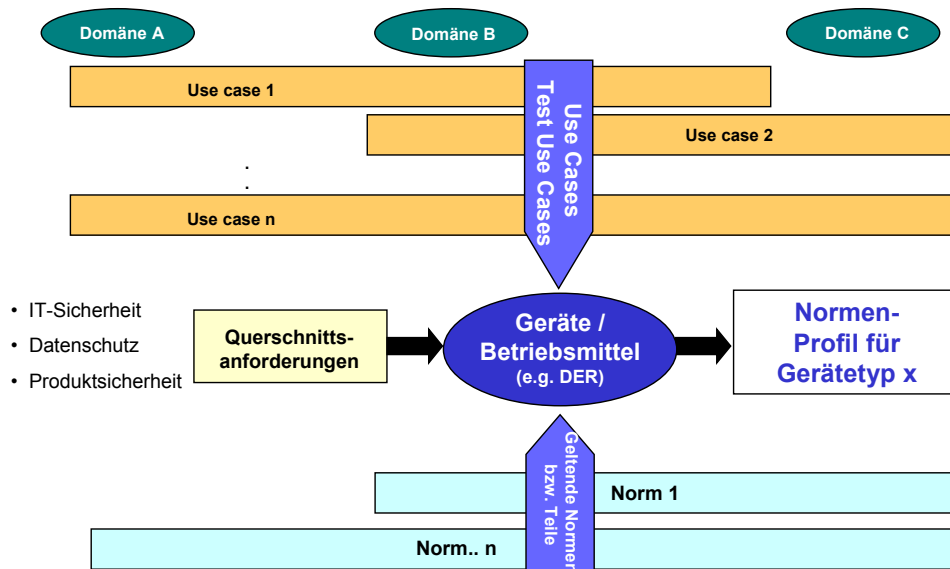 Domäne A
Domäne B
Domäne C
Use case 1
Use case 2
.
.
Use case n
Use Cases
Test Use Cases
• IT-Sicherheit
• Datenschutz
• Produktsicherheit
Querschnitts-
anforderungen
Geräte /
Betriebsmittel
(e.g. DER)
Normen-
Profil für
Gerätetyp x
Geltende Normen
bzw. Teile
Norm 1
Norm.. n